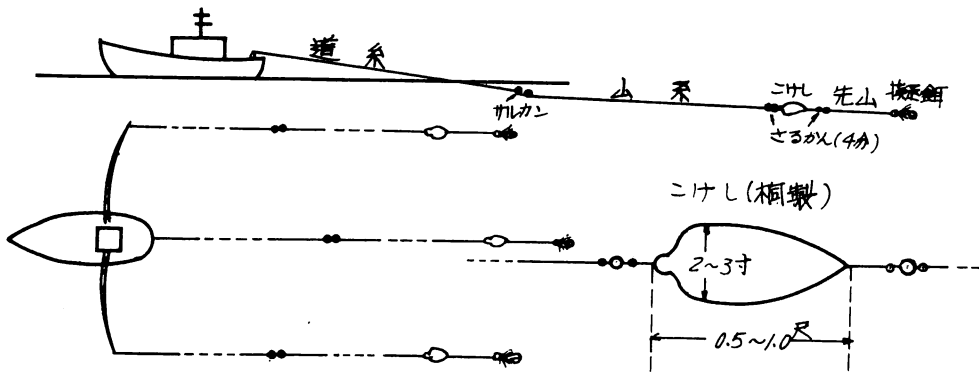 道糸
サルカン
山糸
こけし
先山
擬餌
さるかん(4分)
こけし(桐製)
2~3寸
0.5~1.0尺